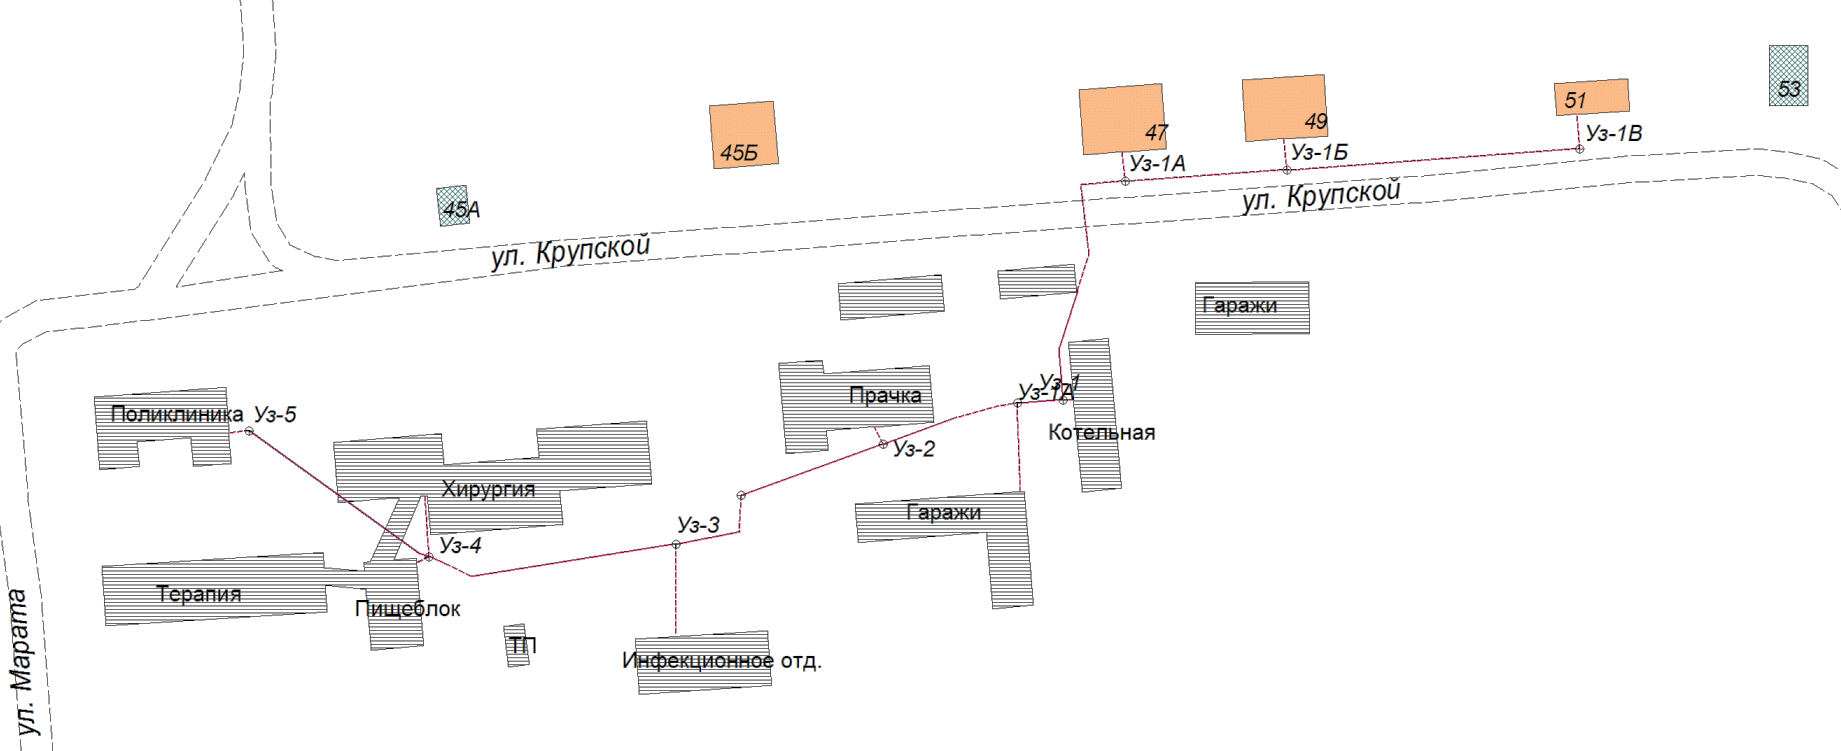 53
51
49
47
Уз-1В
45Б
Уз-1Б
Уз-1А
45А
ул. Крупской
ул. Крупской
Гаражи
Уз-1
Уз-1А
Прачка
Поликлиника
Уз-5
Котельная
Уз-2
Хирургия
Гаражи
Уз-3
Уз-4
Терапия
Пищеблок
ТП
Инфекционное отд.
ул. Марата